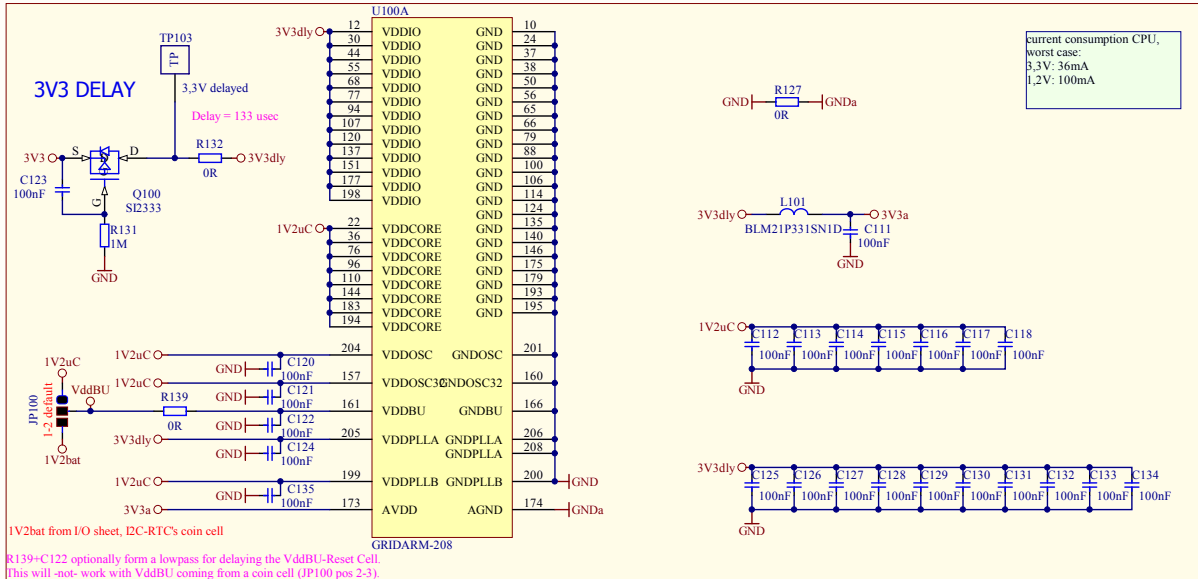 U100A
3V3 DELAY
TP103
TP
3,3V delayed
Delay = 133 usec
R132
0R
3V3dly
3V3
S
D
G
C123
100nF
Q100
SI2333
R131
1M
GND
3V3dly
12 VDDIO GND 10
30 VDDIO GND 24
44 VDDIO GND 37
55 VDDIO GND 38
68 VDDIO GND 50
77 VDDIO GND 56
94 VDDIO GND 65
107 VDDIO GND 66
120 VDDIO GND 79
137 VDDIO GND 88
151 VDDIO GND 100
177 VDDIO GND 106
198 VDDIO GND 114
GND 124
1V2uC 22 VDDCORE GND 135
36 VDDCORE GND 140
76 VDDCORE GND 146
96 VDDCORE GND 175
110 VDDCORE GND 179
144 VDDCORE GND 193
183 VDDCORE GND 195
194 VDDCORE
1V2uC 204 VDDOSC GNDOSC 201
GND C120
100nF
1V2uC 157 VDDOSC32 GNDOSC32 160
GND C121
100nF
1V2uC
JP100
1-2 default
VddBU
1V2bat
R139
0R
161 VDDBU GNDBU 166
GND C122
100nF
3V3dly 205 VDDPLLA GNDPLLA 206
GND C124
100nF
GNDPLLA 208
1V2uC 199 VDDPLLB GNDPLLB 200 GND
GND C135
100nF
3V3a 173 AVDD AGND 174 GNDa
GRIDARM-208
1V2bat from I/O sheet, I2C-RTC's coin cell
R139+C122 optionally form a lowpass for delaying the VddBU-Reset Cell.
This will -not- work with VddBU coming from a coin cell (JP100 pos 2-3).
current consumption CPU,
worst case:
3,3V: 36mA
1,2V: 100mA
R127
GND GNDa
0R
L101
3V3dly 3V3a
BLM21P331SN1D C111
100nF
GND
1V2uC C112 C113 C114 C115 C116 C117 C118
100nF 100nF 100nF 100nF 100nF 100nF 100nF
GND
3V3dly C125 C126 C127 C128 C129 C130 C131 C132 C133 C134
100nF 100nF 100nF 100nF 100nF 100nF 100nF 100nF 100nF 100nF
GND